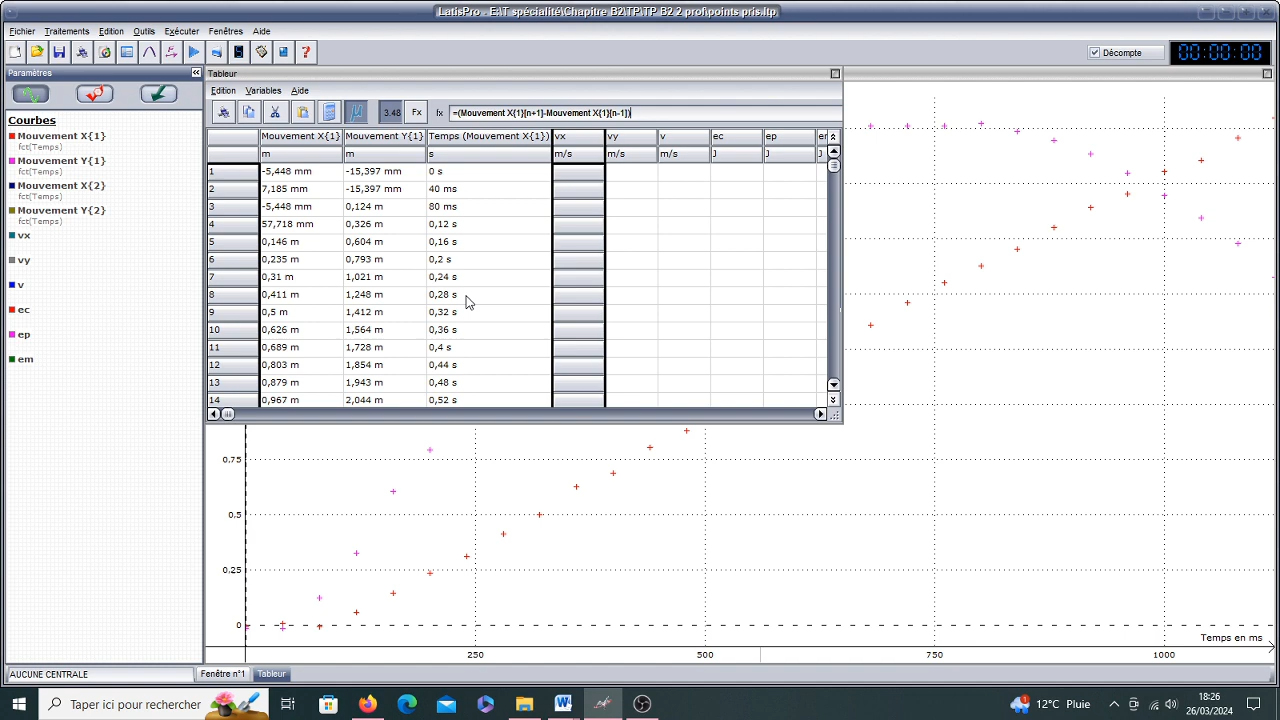 LatisPro - E:\T spécialité\Chapitre B2\TP\TP B2 2 prof\points pris.ltp
Fichier Traitements Edition Outils Exécuter Fenêtres Aide
Décompte 00:00:00
Paramètres
Courbes
Mouvement X{1}
fct(Temps)
Mouvement Y{1}
fct(Temps)
Mouvement X{2}
fct(Temps)
Mouvement Y{2}
fct(Temps)
vx
vy
v
ec
ep
em
Tableur
Edition Variables Aide
3.48 Fx fx =(Mouvement X{1}[n+1]-Mouvement X{1}[n-1])
Mouvement X{1} Mouvement Y{1} Temps (Mouvement X{1}) vx vy v ec ep
m m s m/s m/s m/s J J J
1 -5,448 mm -15,397 mm 0 s
2 7,185 mm -15,397 mm 40 ms
3 -5,448 mm 0,124 m 80 ms
4 57,718 mm 0,326 m 0,12 s
5 0,146 m 0,604 m 0,16 s
6 0,235 m 0,793 m 0,2 s
7 0,31 m 1,021 m 0,24 s
8 0,411 m 1,248 m 0,28 s
9 0,5 m 1,412 m 0,32 s
10 0,626 m 1,564 m 0,36 s
11 0,689 m 1,728 m 0,4 s
12 0,803 m 1,854 m 0,44 s
13 0,879 m 1,943 m 0,48 s
14 0,967 m 2,044 m 0,52 s
0,75
0,5
0,25
0
Temps en ms
250 500 750 1000
AUCUNE CENTRALE Fenêtre n°1 Tableur
Taper ici pour rechercher
12°C Pluie
18:26
26/03/2024